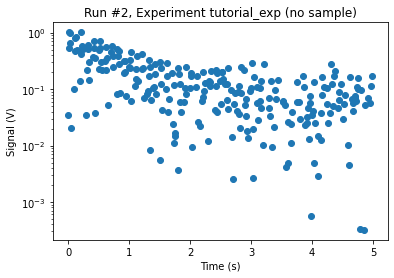 Run #2, Experiment tutorial_exp (no sample)
Signal (V)
10⁰
10⁻¹
10⁻²
10⁻³
0 1 2 3 4 5
Time (s)